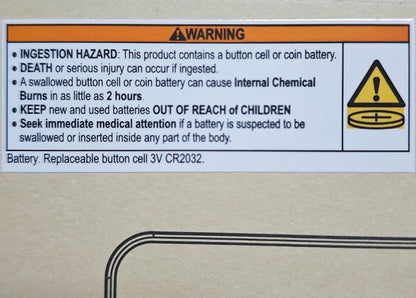 ⚠WARNING
• INGESTION HAZARD: This product contains a button cell or coin battery.
• DEATH or serious injury can occur if ingested.
• A swallowed button cell or coin battery can cause Internal Chemical
Burns in as little as 2 hours.
• KEEP new and used batteries OUT OF REACH of CHILDREN
• Seek immediate medical attention if a battery is suspected to be
swallowed or inserted inside any part of the body.
Battery: Replaceable button cell 3V CR2032.